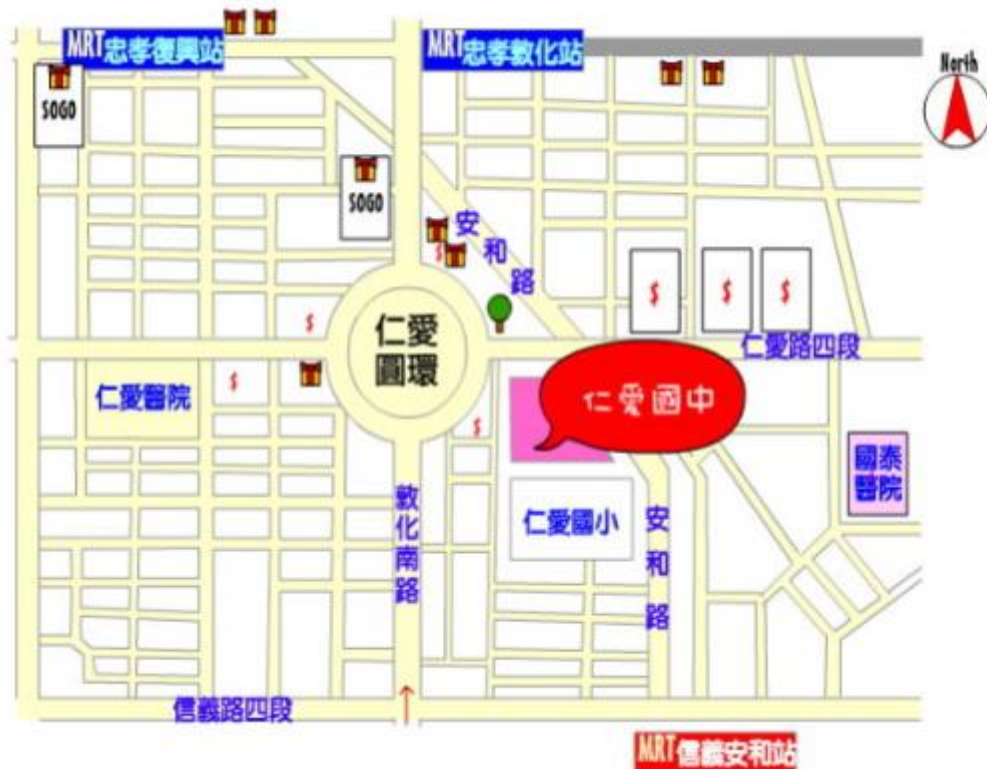 MRT忠孝復興站
MRT忠孝敦化站
North
SOGO
SOGO
安和路
$
$
$
$
$
仁愛圓環
仁愛路四段
仁愛醫院
$
仁愛國中
$
國泰醫院
敦化南路
仁愛國小
安和路
信義路四段
MRT信義安和站